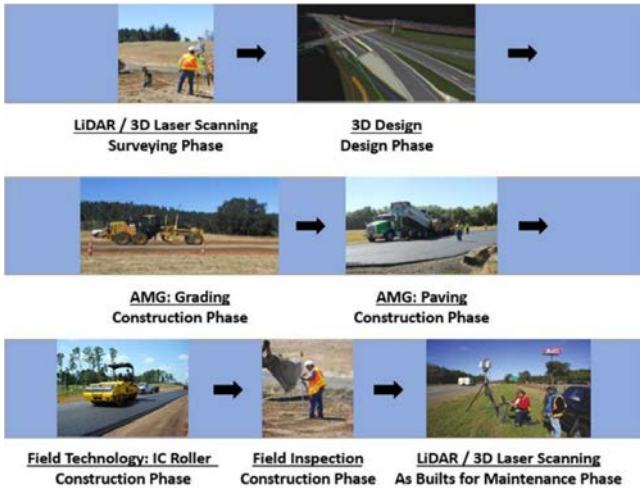 LiDAR / 3D Laser Scanning
Surveying Phase
3D Design
Design Phase
AMG: Grading
Construction Phase
AMG: Paving
Construction Phase
Field Technology: IC Roller
Construction Phase
Field Inspection
Construction Phase
LiDAR / 3D Laser Scanning
As Builts for Maintenance Phase